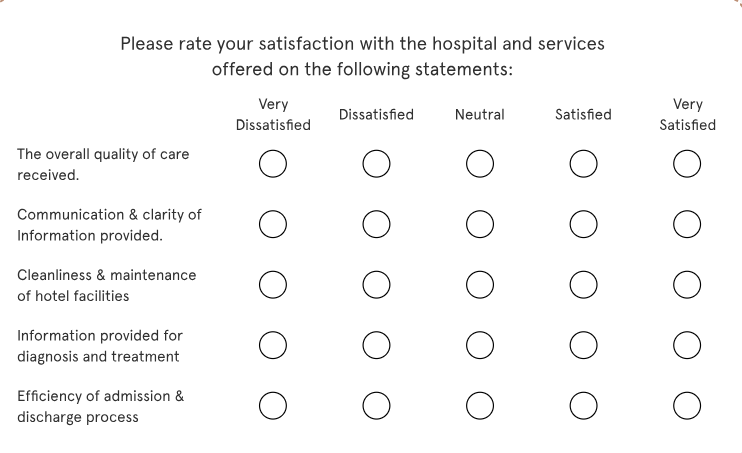 Please rate your satisfaction with the hospital and services
offered on the following statements:
Very
Dissatisfied
Dissatisfied
Neutral
Satisfied
Very
Satisfied
The overall quality of care
received.
Communication & clarity of
Information provided.
Cleanliness & maintenance
of hotel facilities
Information provided for
diagnosis and treatment
Efficiency of admission &
discharge process